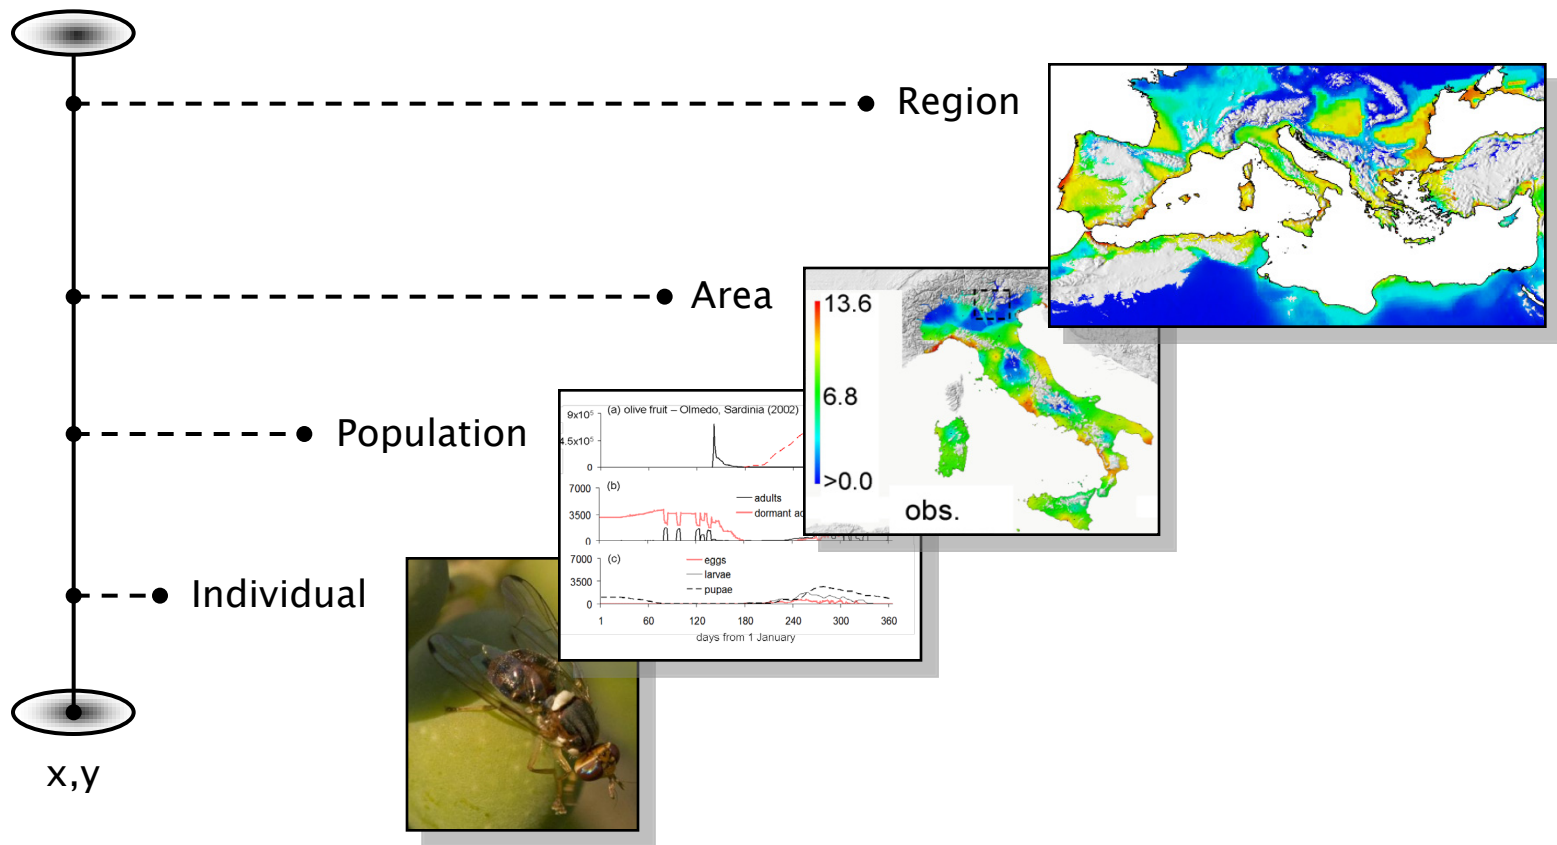 Region
Area
13.6
6.8
>0.0
obs.
Population
(a) olive fruit – Olmedo, Sardinia (2002)
9x10⁵
4.5x10⁵
0
(b)
7000
3500
0
adults
dormant
(c)
7000
3500
0
eggs
larvae
pupae
1 60 120 180 240 300 360
days from 1 January
Individual
x,y